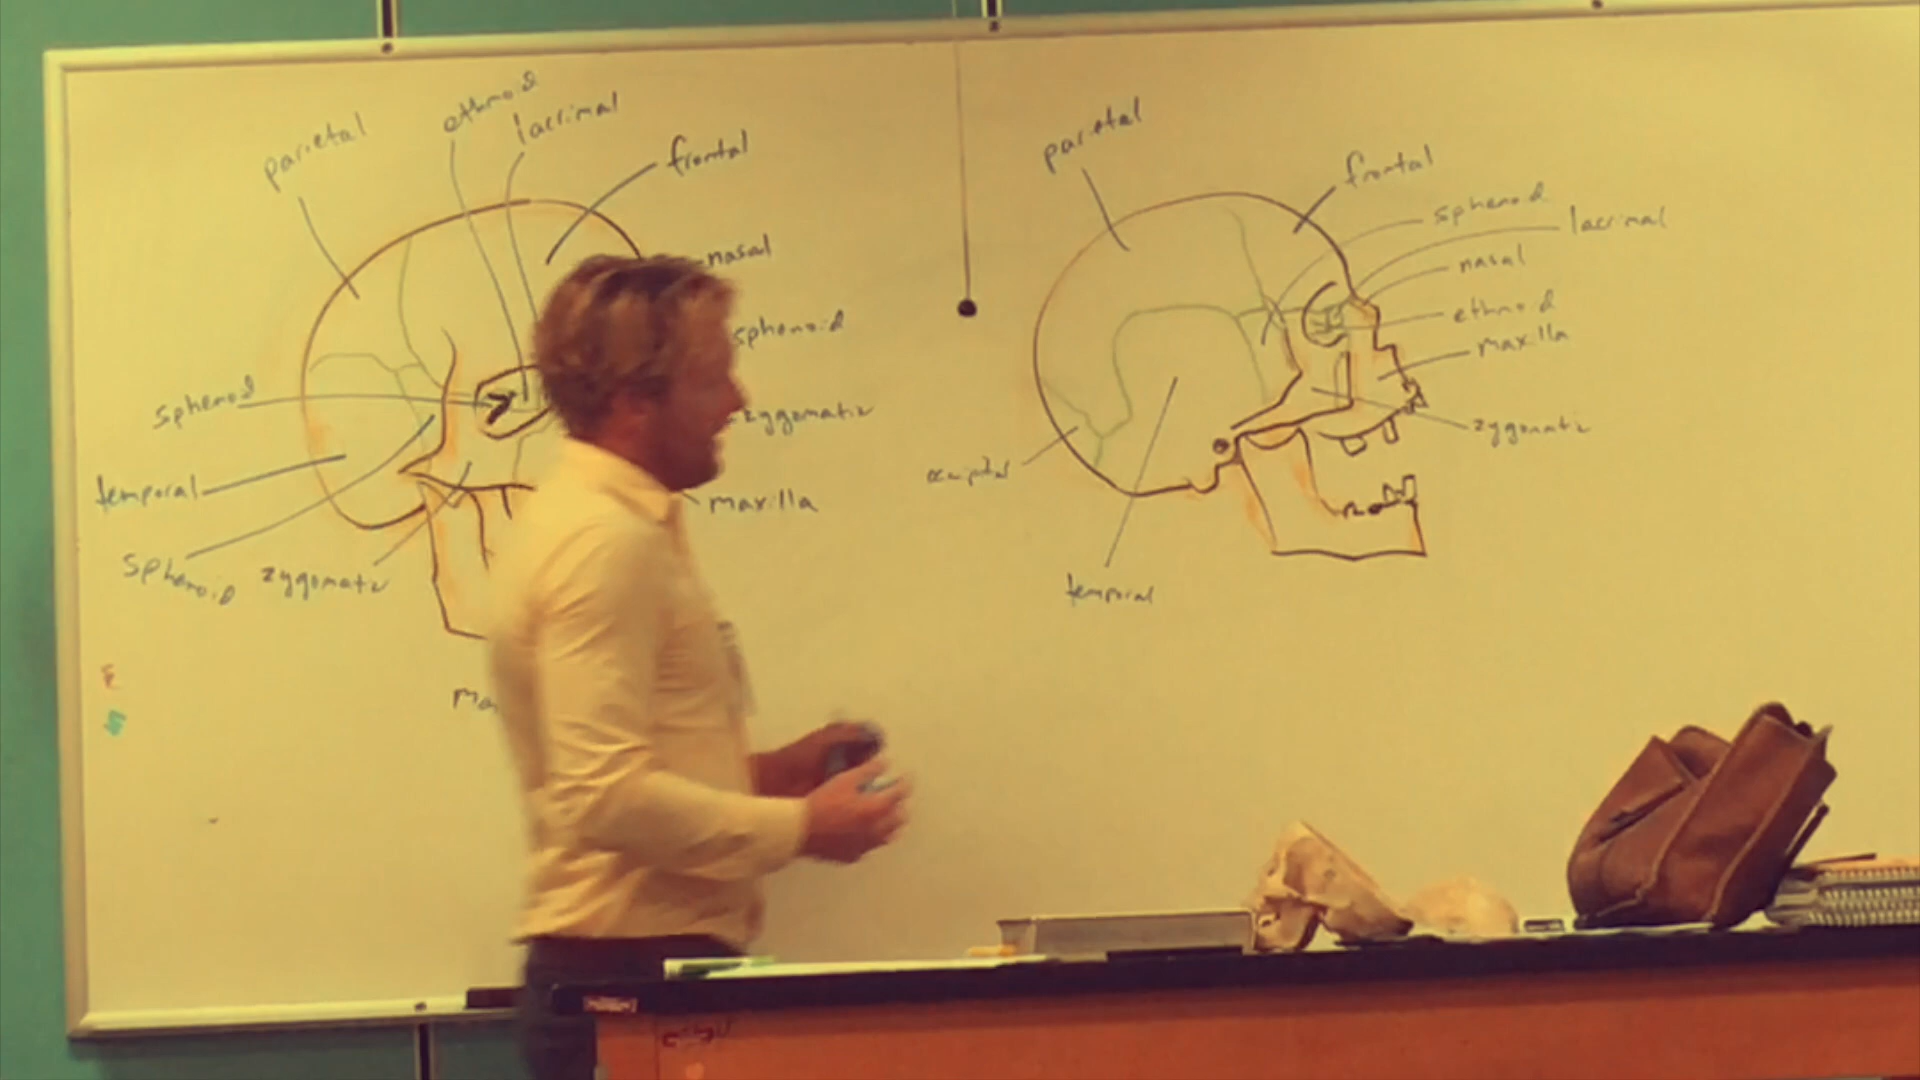 parietal
ethmoid
lacrimal
frontal
nasal
sphenoid
sphenoid
zygomatic
temporal
maxilla
sphenoid
zygomatic
Ma
parietal
frontal
sphenoid
lacrimal
nasal
ethmoid
maxilla
zygomatic
occipital
temporal